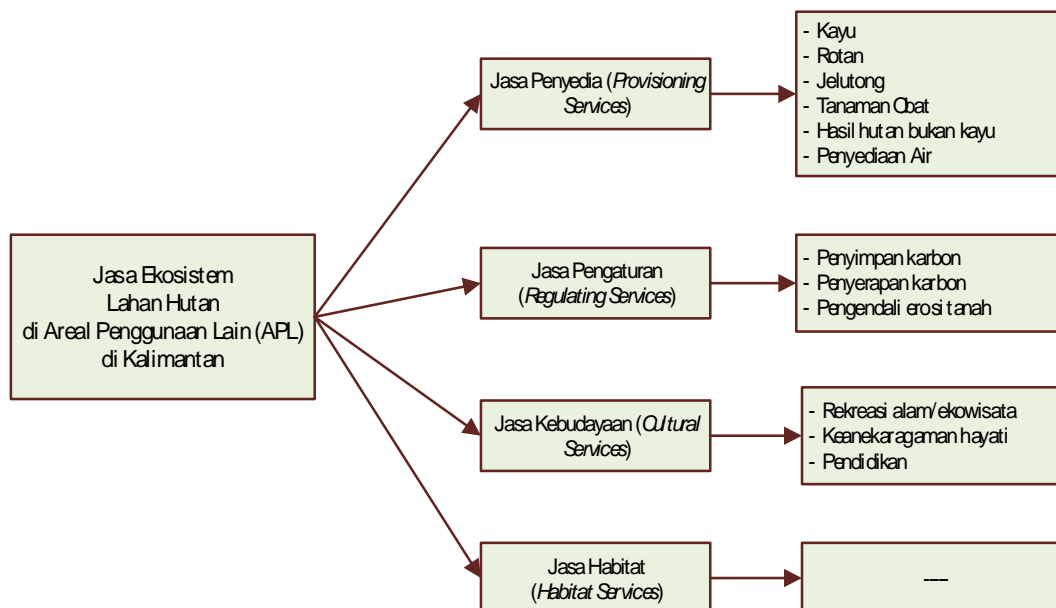 Jasa Ekosistem
Lahan Hutan
di Areal Penggunaan Lain (APL)
di Kalimantan
Jasa Penyedia (Provisioning
Services)
- Kayu
- Rotan
- Jelutong
- Tanaman Obat
- Hasil hutan bukan kayu
- Penyediaan Air
Jasa Pengaturan
(Regulating Services)
- Penyimpan karbon
- Penyerapan karbon
- Pengendali erosi tanah
Jasa Kebudayaan (Cultural
Services)
- Rekreasi alam/ekowisata
- Keanekaragaman hayati
- Pendidikan
Jasa Habitat
(Habitat Services)
----